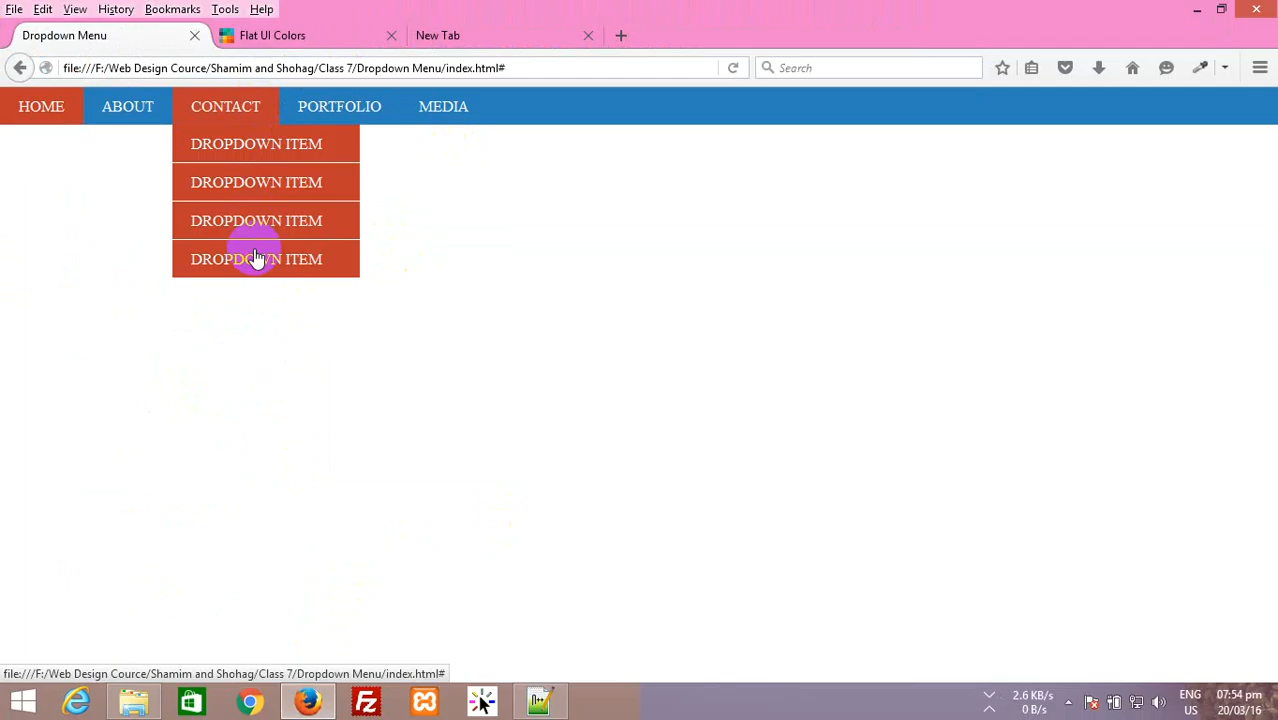 File Edit View History Bookmarks Tools Help
Dropdown Menu Flat UI Colors New Tab
file:///F:/Web Design Cource/Shamim and Shohag/Class 7/Dropdown Menu/index.html# Search
HOME ABOUT CONTACT PORTFOLIO MEDIA
DROPDOWN ITEM
DROPDOWN ITEM
DROPDOWN ITEM
DROPDOWN ITEM
file:///F:/Web Design Cource/Shamim and Shohag/Class 7/Dropdown Menu/index.html#
2.6 KB/s ENG 07:54 pm
0 B/s US 20/03/16